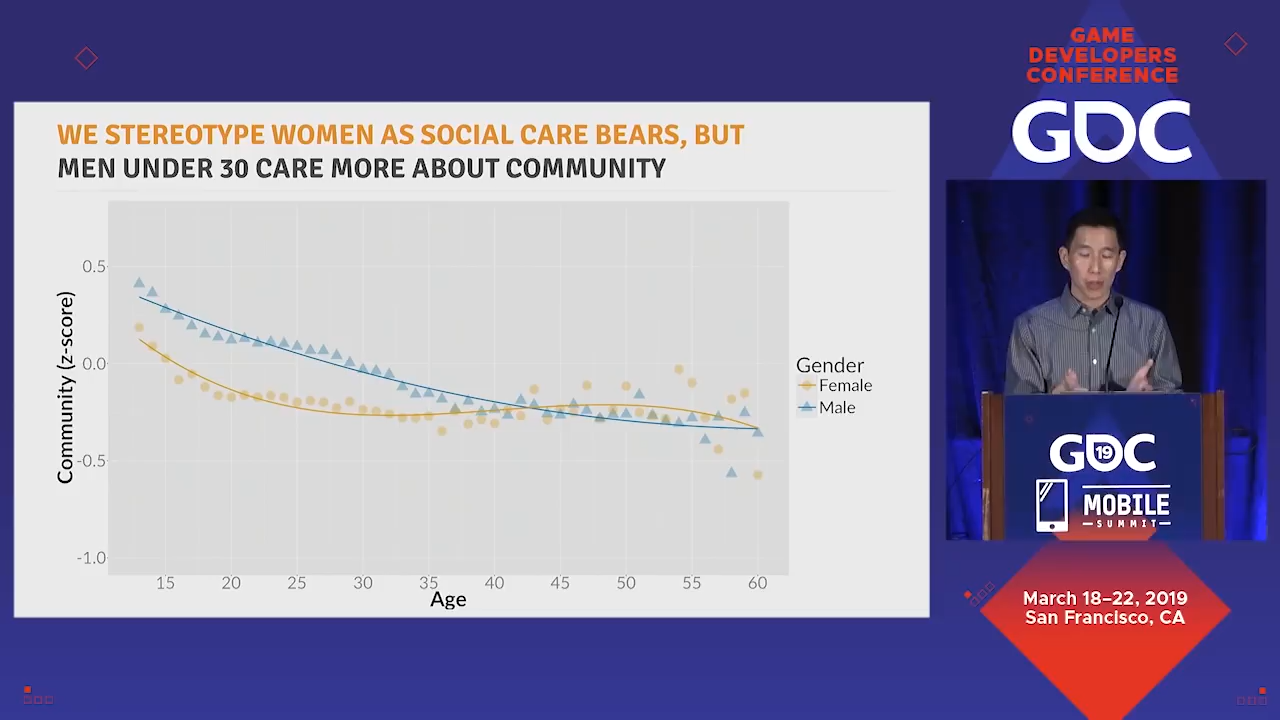 GAME
DEVELOPERS
CONFERENCE
GDC
WE STEREOTYPE WOMEN AS SOCIAL CARE BEARS, BUT
MEN UNDER 30 CARE MORE ABOUT COMMUNITY
Community (z-score)
0.5
0.0
-0.5
-1.0
15 20 25 30 35 40 45 50 55 60
Age
Gender
Female
Male
GDC 19
MOBILE
SUMMIT
March 18–22, 2019
San Francisco, CA